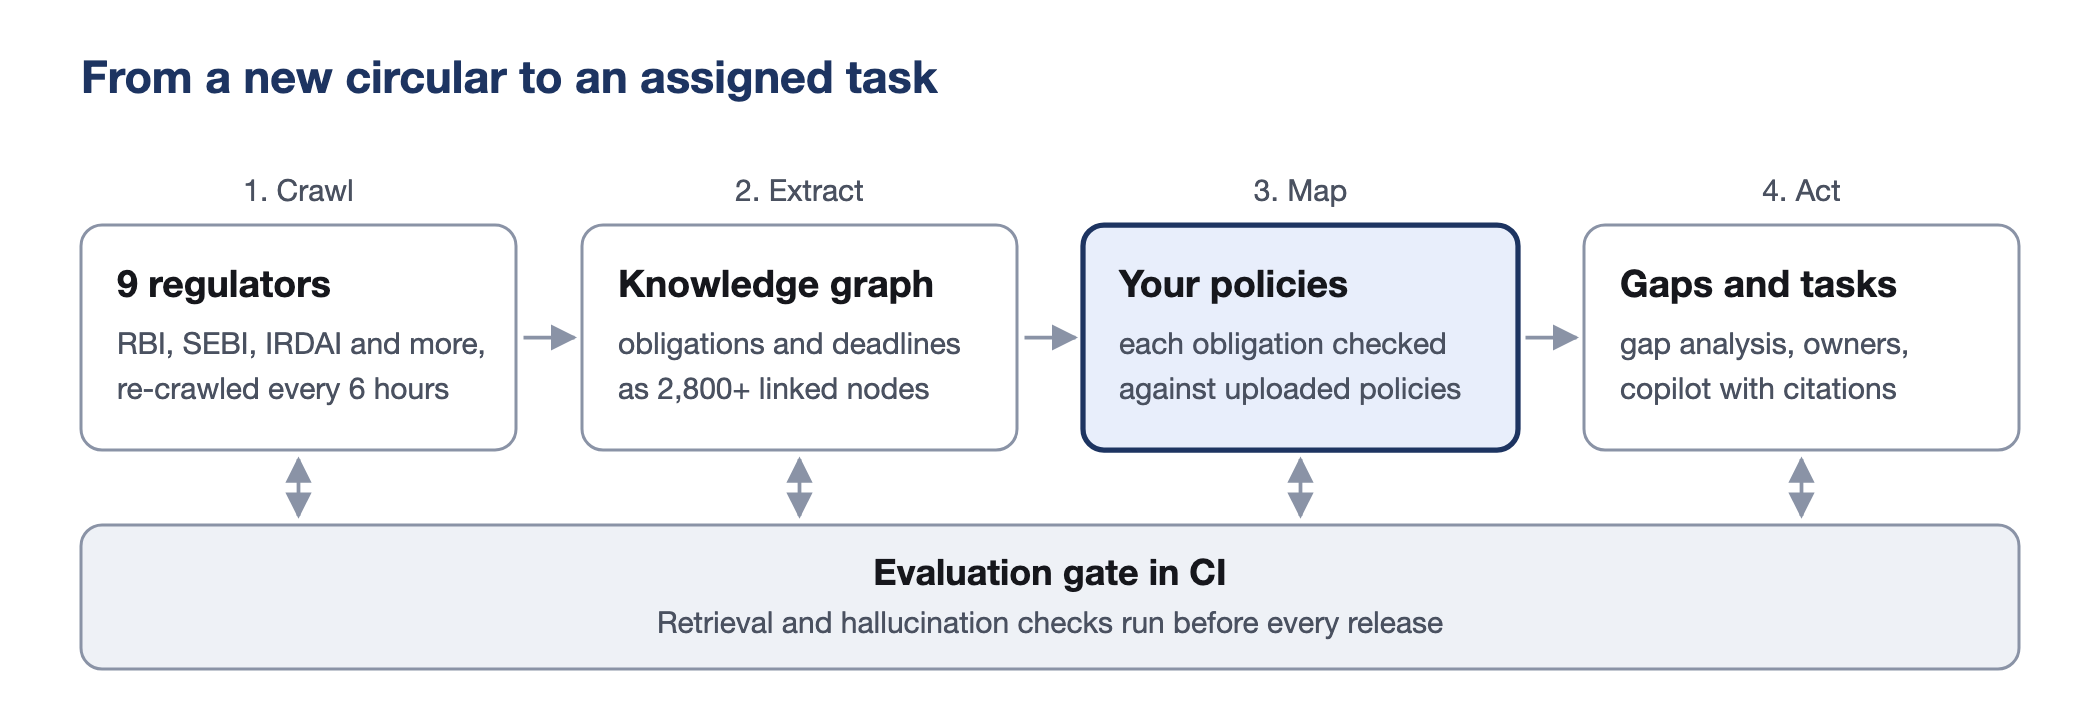 From a new circular to an assigned task
1. Crawl
9 regulators
RBI, SEBI, IRDAI and more,
re-crawled every 6 hours
2. Extract
Knowledge graph
obligations and deadlines
as 2,800+ linked nodes
3. Map
Your policies
each obligation checked
against uploaded policies
4. Act
Gaps and tasks
gap analysis, owners,
copilot with citations
Evaluation gate in CI
Retrieval and hallucination checks run before every release